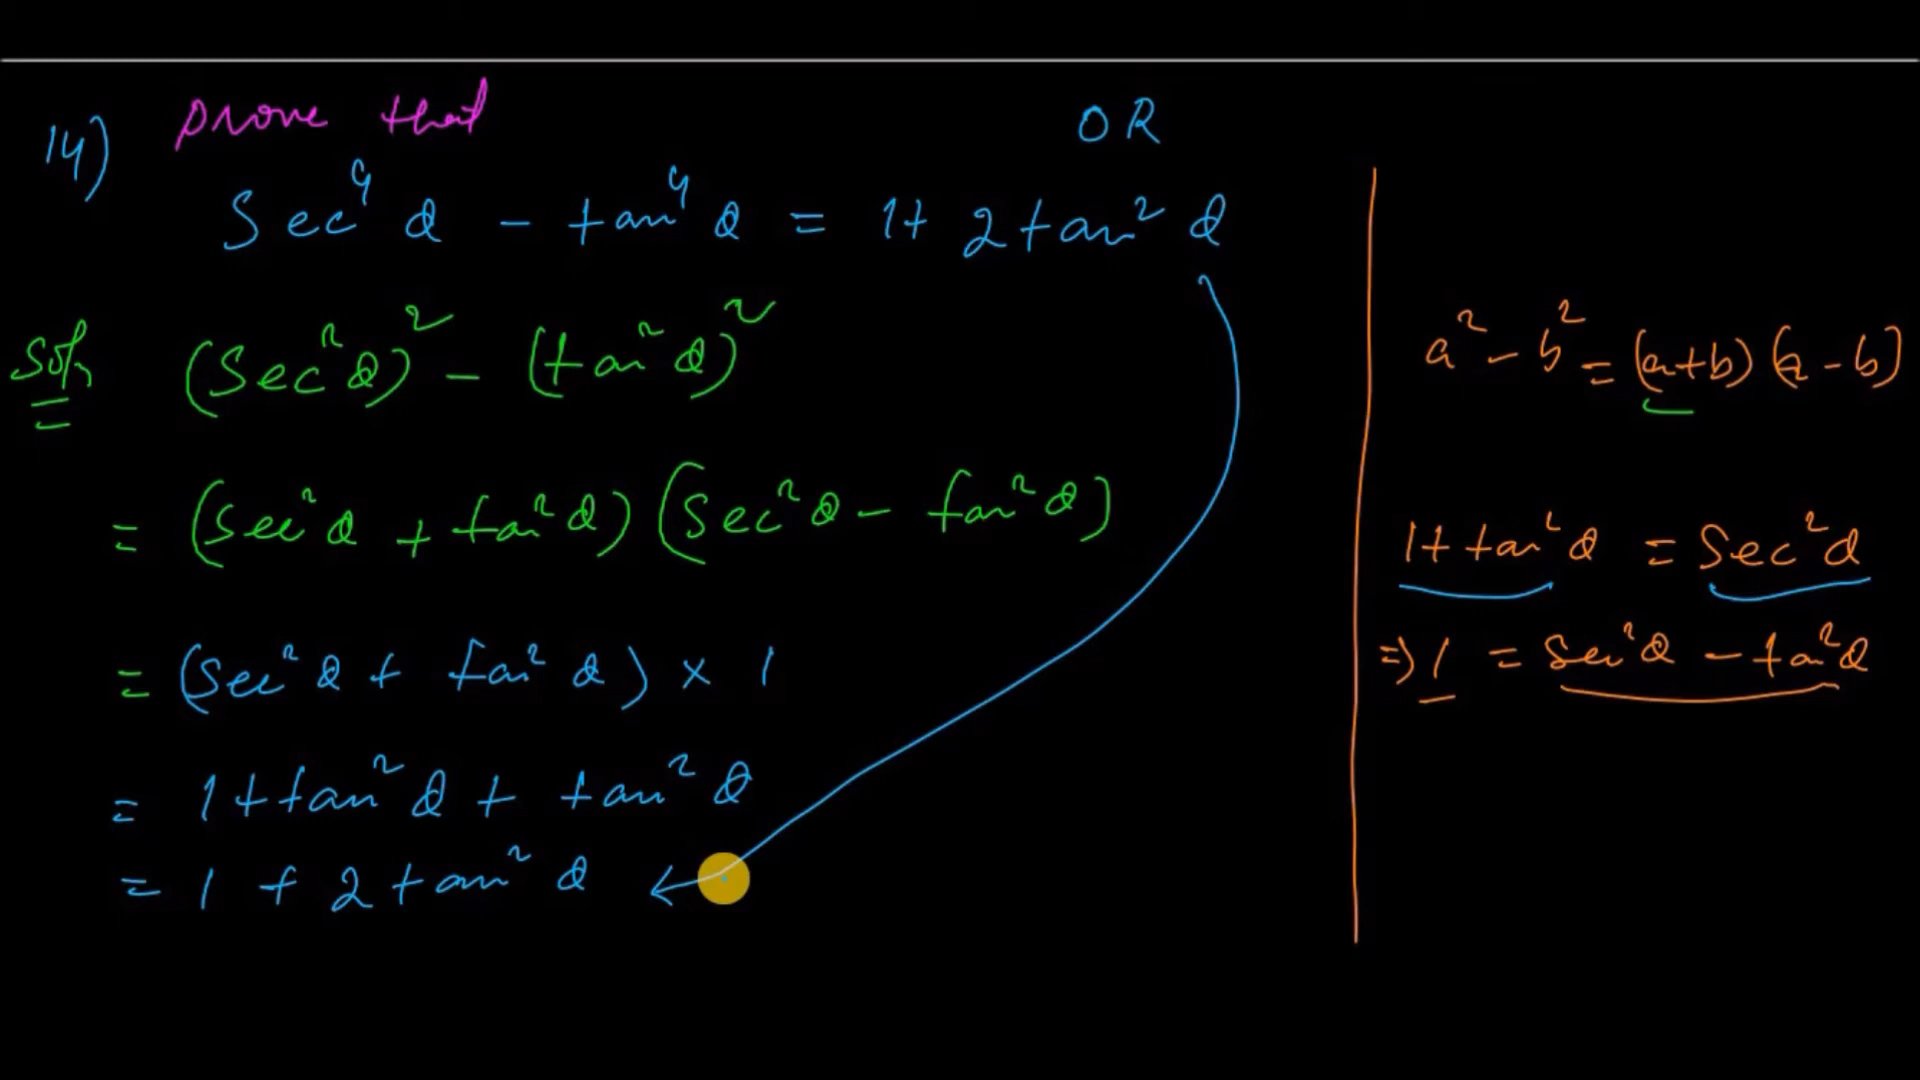 14) prove that OR
Sec⁴θ - tan⁴θ = 1 + 2tan²θ
Soln (Sec²θ)² - (tan²θ)²
= (Sec²θ + tan²θ) (Sec²θ - tan²θ)
= (Sec²θ + tan²θ) × 1
= 1 + tan²θ + tan²θ
= 1 + 2tan²θ
a² - b² = (a+b) (a-b)
1 + tan²θ = Sec²θ
=> 1 = Sec²θ - tan²θ